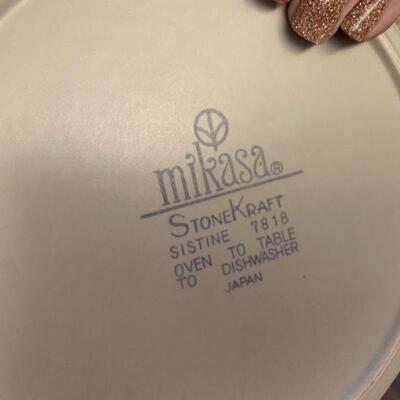 mikasa®
STONEKRAFT
SISTINE 7818
OVEN TO TABLE
TO DISHWASHER
JAPAN